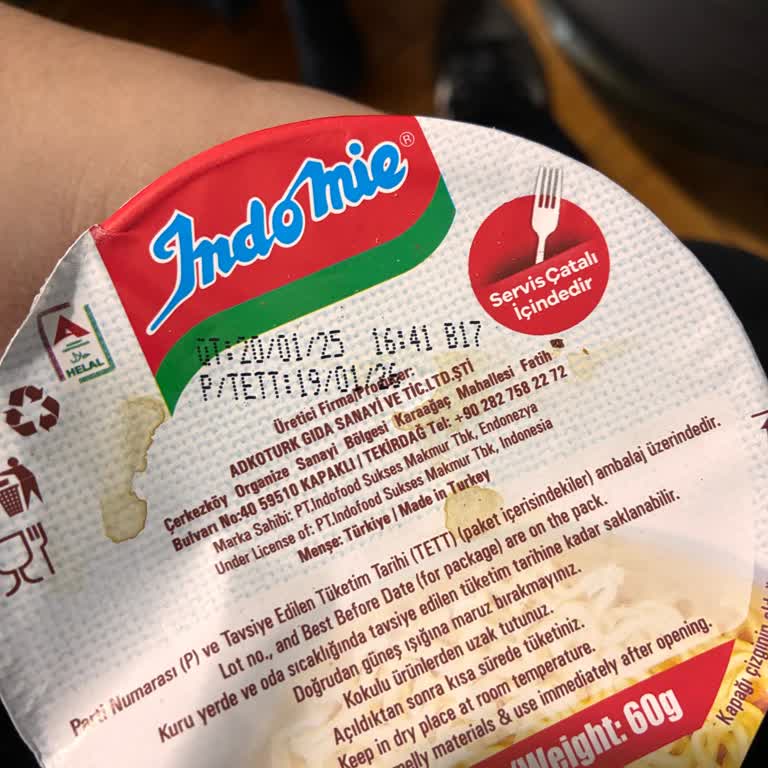 Indomie®
Servis Çatalı
İçindedir
HELAL
ÜT:20/01/25 16:41 B17
P/TETT:19/01/26
Üretici Firma/Producer:
ADKOTURK GIDA SANAYİ VE TİC.LTD.ŞTİ
Çerkezköy Organize Sanayi Bölgesi Karaağaç Mahallesi Fatih
Bulvarı No:40 59510 KAPAKLI / TEKİRDAĞ Tel: +90 282 758 22 72
Marka Sahibi: PT.Indofood Sukses Makmur Tbk, Endonezya
Under License of: PT.Indofood Sukses Makmur Tbk, Indonesia
Menşe: Türkiye / Made in Turkey
Parti Numarası (P) ve Tavsiye Edilen Tüketim Tarihi (TETT) (paket içerisindekiler) ambalaj üzerindedir.
Lot no., and Best Before Date (for package) are on the pack.
Kuru yerde ve oda sıcaklığında tavsiye edilen tüketim tarihine kadar saklanabilir.
Doğrudan güneş ışığına maruz bırakmayınız.
Kokulu ürünlerden uzak tutunuz.
Açıldıktan sonra kısa sürede tüketiniz.
Keep in dry place at room temperature.
materials & use immediately after opening.
Weight: 60g
Kapağı çizginin